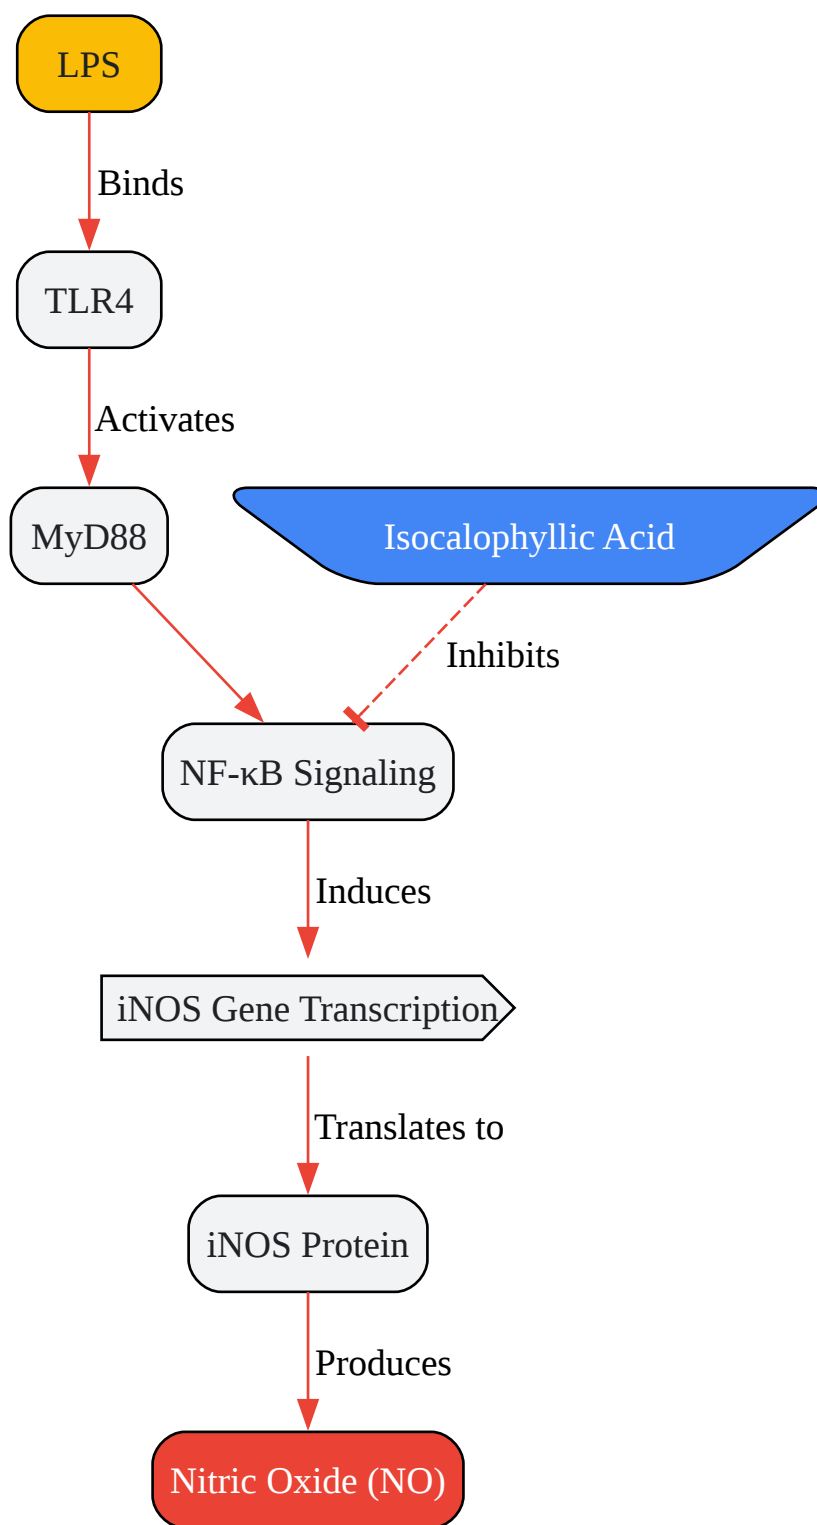 LPS
Binds
TLR4
Activates
MyD88
Isocalophyllic Acid
Inhibits
NF-κB Signaling
Induces
iNOS Gene Transcription
Translates to
iNOS Protein
Produces
Nitric Oxide (NO)